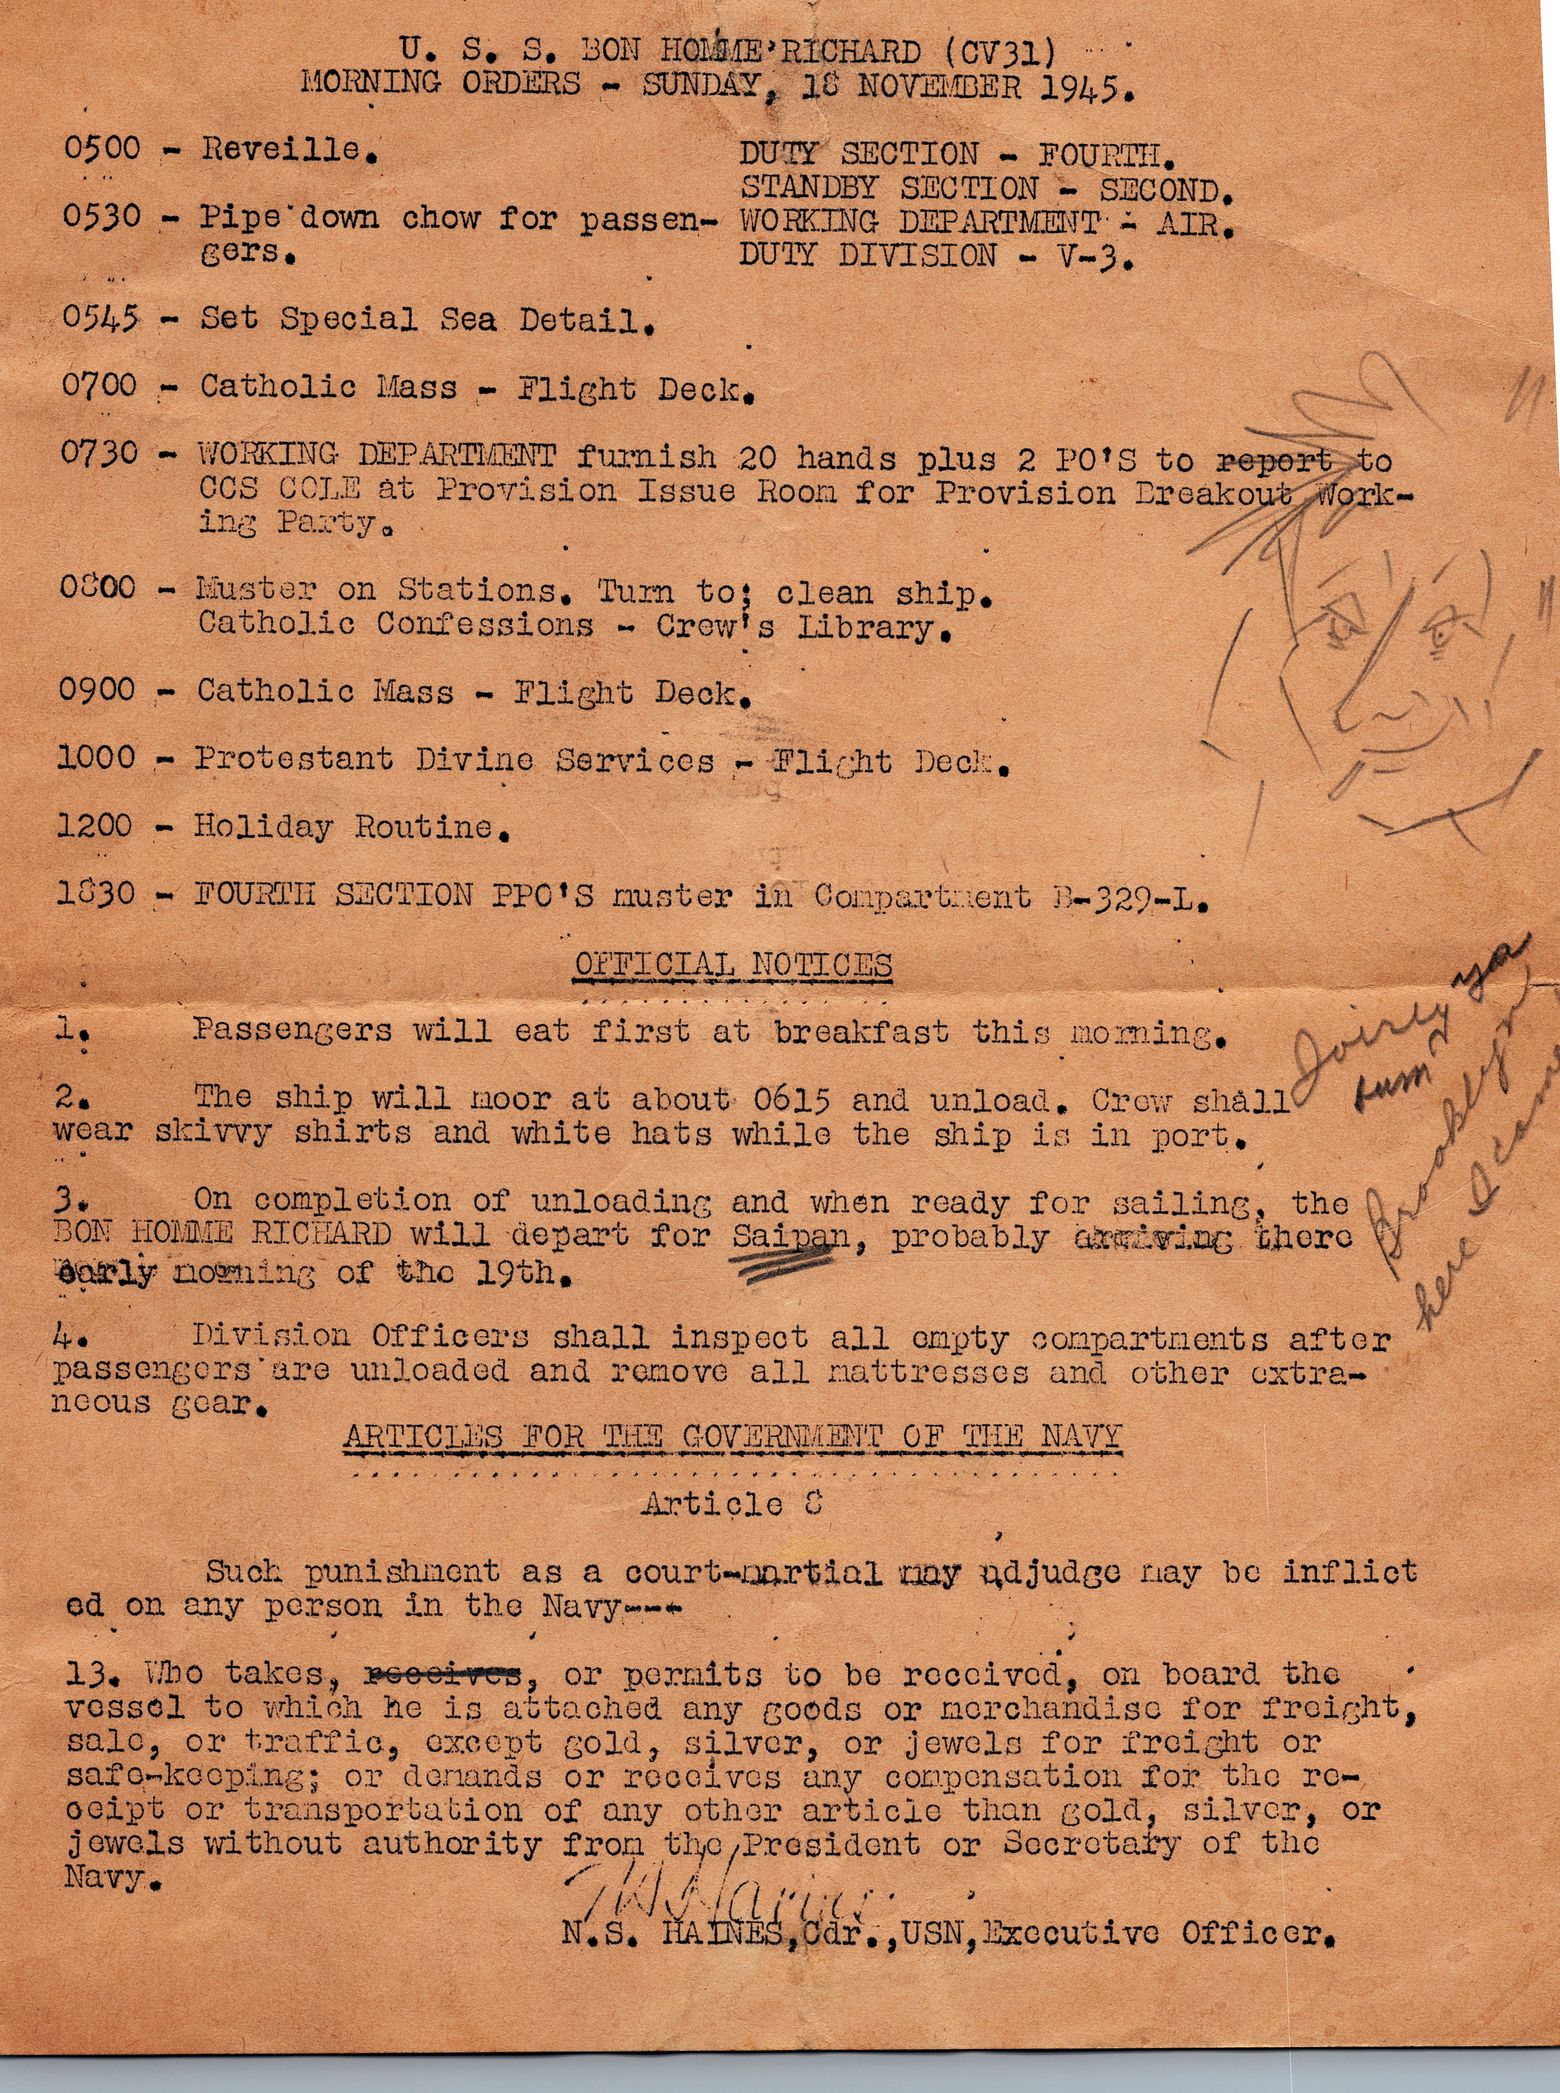 U. S. S. BON HOMME RICHARD (CV31)
MORNING ORDERS - SUNDAY, 18 NOVEMBER 1945.
0500 - Reveille.
DUTY SECTION - FOURTH.
STANDBY SECTION - SECOND.
0530 - Pipe down chow for passen-
gers.
WORKING DEPARTMENT - AIR.
DUTY DIVISION - V-3.
0545 - Set Special Sea Detail.
0700 - Catholic Mass - Flight Deck.
0730 - WORKING DEPARTMENT furnish 20 hands plus 2 PO'S to report to
CCS COLE at Provision Issue Room for Provision Breakout Work-
ing Party.
0800 - Muster on Stations. Turn to; clean ship.
Catholic Confessions - Crew's Library.
0900 - Catholic Mass - Flight Deck.
1000 - Protestant Divine Services - Flight Deck.
1200 - Holiday Routine.
1830 - FOURTH SECTION PPO'S muster in Compartment B-329-L.
OFFICIAL NOTICES
1. Passengers will eat first at breakfast this morning.
2. The ship will moor at about 0615 and unload. Crew shall
wear skivvy shirts and white hats while the ship is in port.
3. On completion of unloading and when ready for sailing, the
BON HOMME RICHARD will depart for Saipan, probably arriving there
early morning of the 19th.
4. Division Officers shall inspect all empty compartments after
passengers are unloaded and remove all mattresses and other extra-
neous gear.
Joisey ya
bum
Brooklyn
here I come
ARTICLES FOR THE GOVERNMENT OF THE NAVY
Article 8
Such punishment as a court-martial may adjudge may be inflict
ed on any person in the Navy---
13. Who takes, receives, or permits to be received, on board the
vessel to which he is attached any goods or merchandise for freight,
sale, or traffic, except gold, silver, or jewels for freight or
safe-keeping; or demands or receives any compensation for the re-
ceipt or transportation of any other article than gold, silver, or
jewels without authority from the President or Secretary of the
Navy.
N.S. HAINES,Cdr.,USN,Executive Officer.